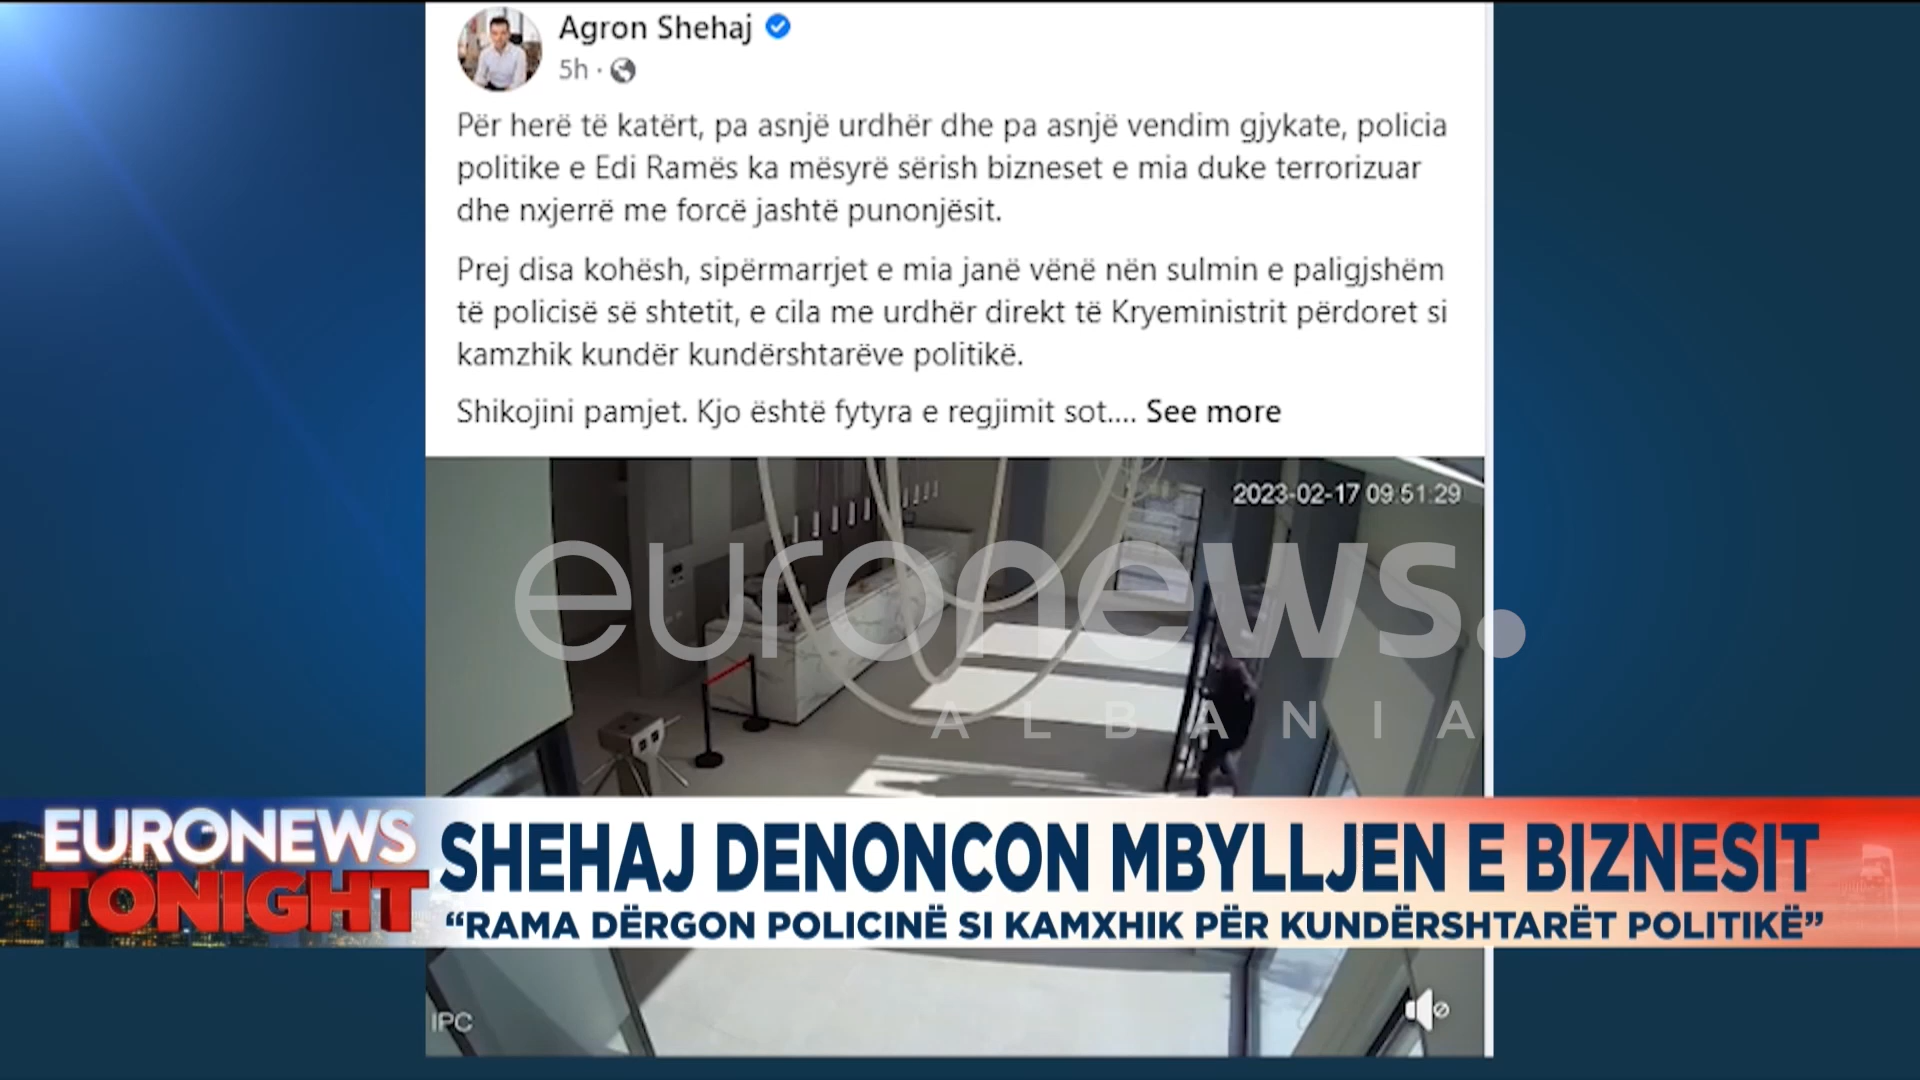 Agron Shehaj
5h ·
Për herë të katërt, pa asnjë urdhër dhe pa asnjë vendim gjykate, policia
politike e Edi Ramës ka mësyrë sërish bizneset e mia duke terrorizuar
dhe nxjerrë me forcë jashtë punonjësit.
Prej disa kohësh, sipërmarrjet e mia janë vënë nën sulmin e paligjshëm
të policisë së shtetit, e cila me urdhër direkt të Kryeministrit përdoret si
kamzhik kundër kundërshtarëve politikë.
Shikojini pamjet. Kjo është fytyra e regjimit sot.... See more
2023-02-17 09:51:29
euronews.
ALBANIA
EURONEWS
TONIGHT
SHEHAJ DENONCON MBYLLJEN E BIZNESIT
“RAMA DËRGON POLICINË SI KAMXHIK PËR KUNDËRSHTARËT POLITIKË”
IPC